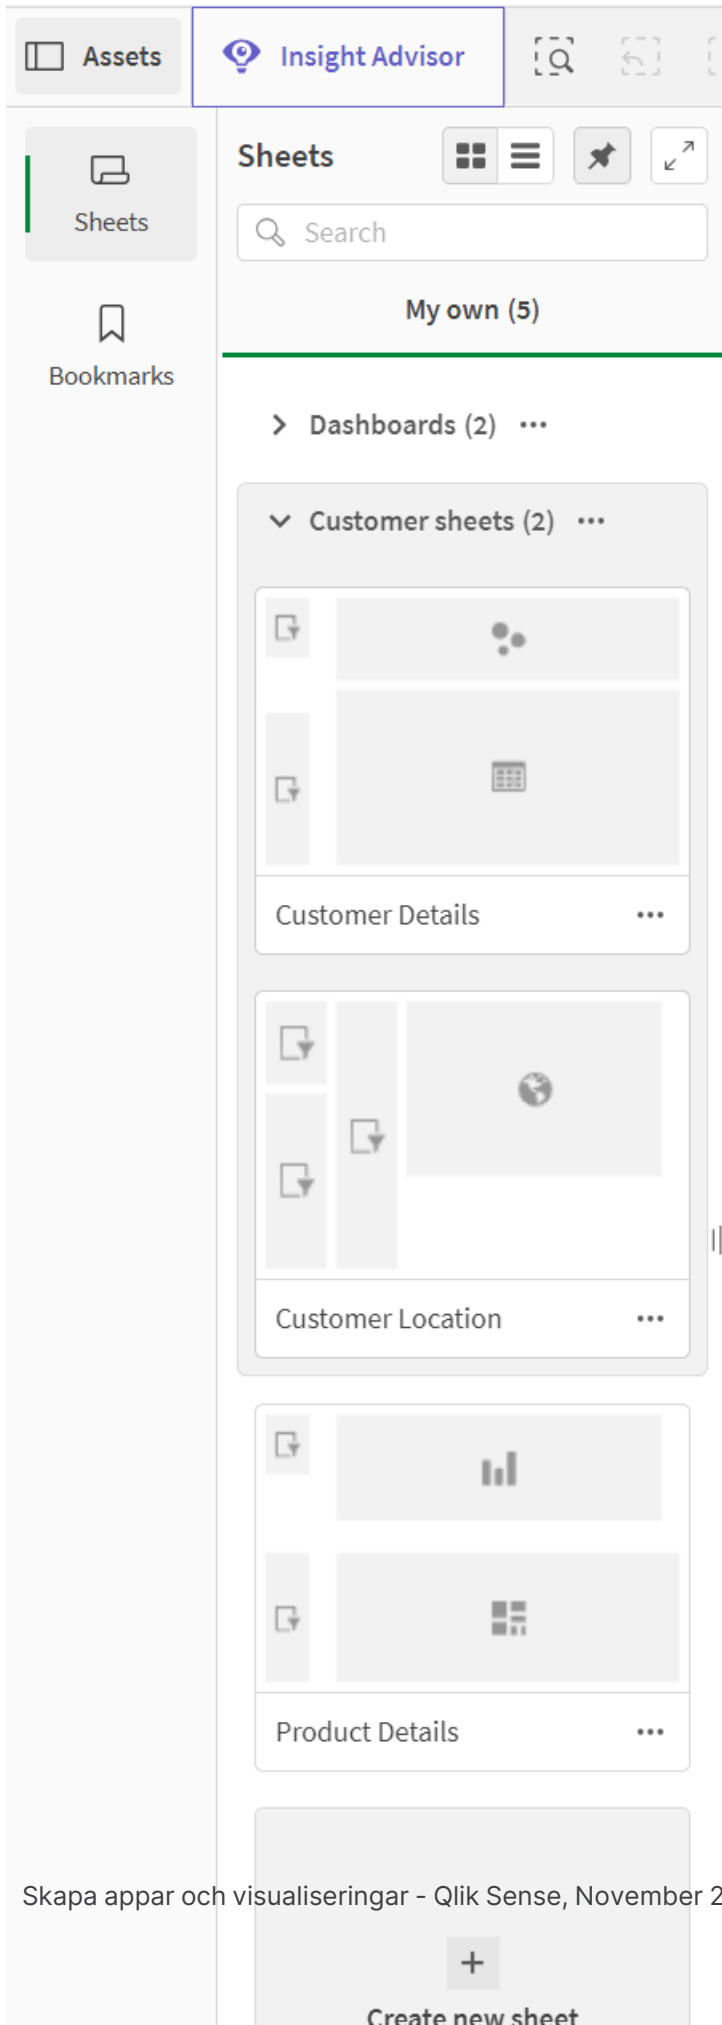 Assets
Insight Advisor
Sheets
Sheets
Search
Bookmarks
My own (5)
Dashboards (2)
Customer sheets (2)
Customer Details
Customer Location
Product Details
Skapa appar och visualiseringar - Qlik Sense, November 2
Create new sheet